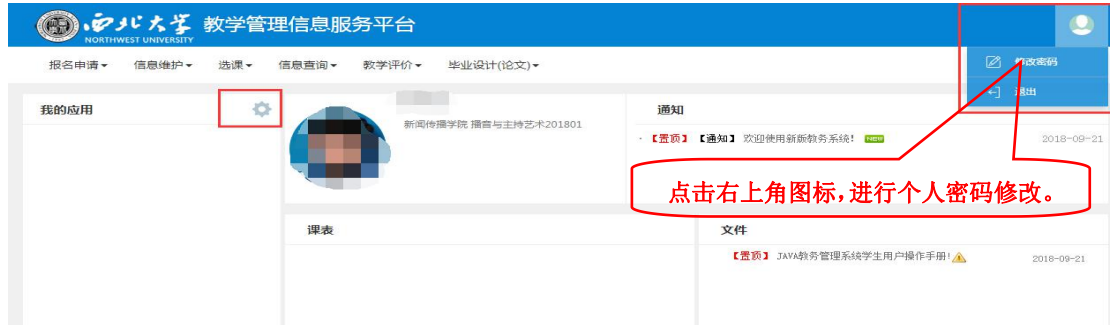 西北大学 教学管理信息服务平台
NORTHWEST UNIVERSITY
报名申请 信息维护 选课 信息查询 教学评价 毕业设计(论文)
修改密码
退出
我的应用
新闻传播学院 播音与主持艺术201801
通知
·【置顶】【通知】欢迎使用新版教务系统! NEW 2018-09-21
点击右上角图标,进行个人密码修改。
课表
文件
【置顶】 JAVA教务管理系统学生用户操作手册! 2018-09-21